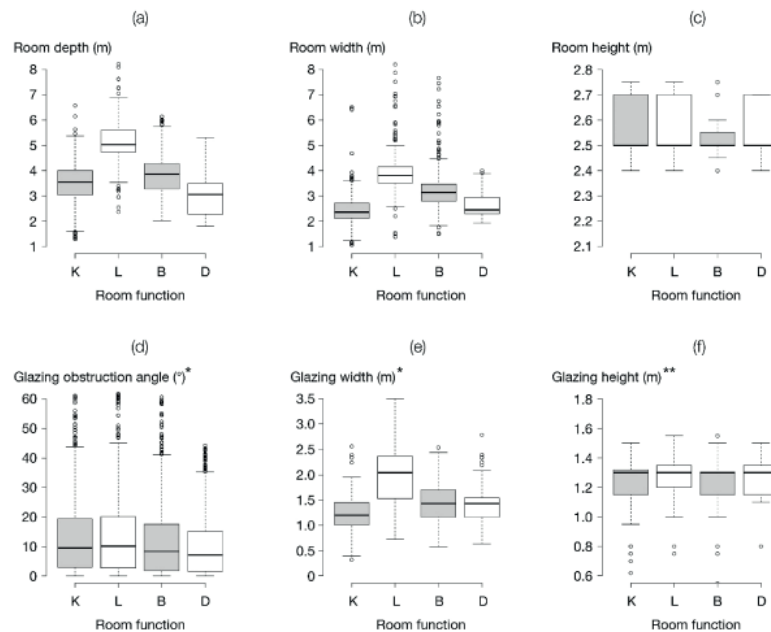 (a)
Room depth (m)
8
7
6
5
4
3
2
1
K L B D
Room function
(b)
Room width (m)
8
7
6
5
4
3
2
1
K L B D
Room function
(c)
Room height (m)
2.8
2.7
2.6
2.5
2.4
2.3
2.2
2.1
K L B D
Room function
(d)
Glazing obstruction angle (°)*
60
50
40
30
20
10
0
K L B D
Room function
(e)
Glazing width (m)*
3.5
3.0
2.5
2.0
1.5
1.0
0.5
0
K L B D
Room function
(f)
Glazing height (m)**
1.8
1.6
1.4
1.2
1.0
0.8
0.6
K L B D
Room function